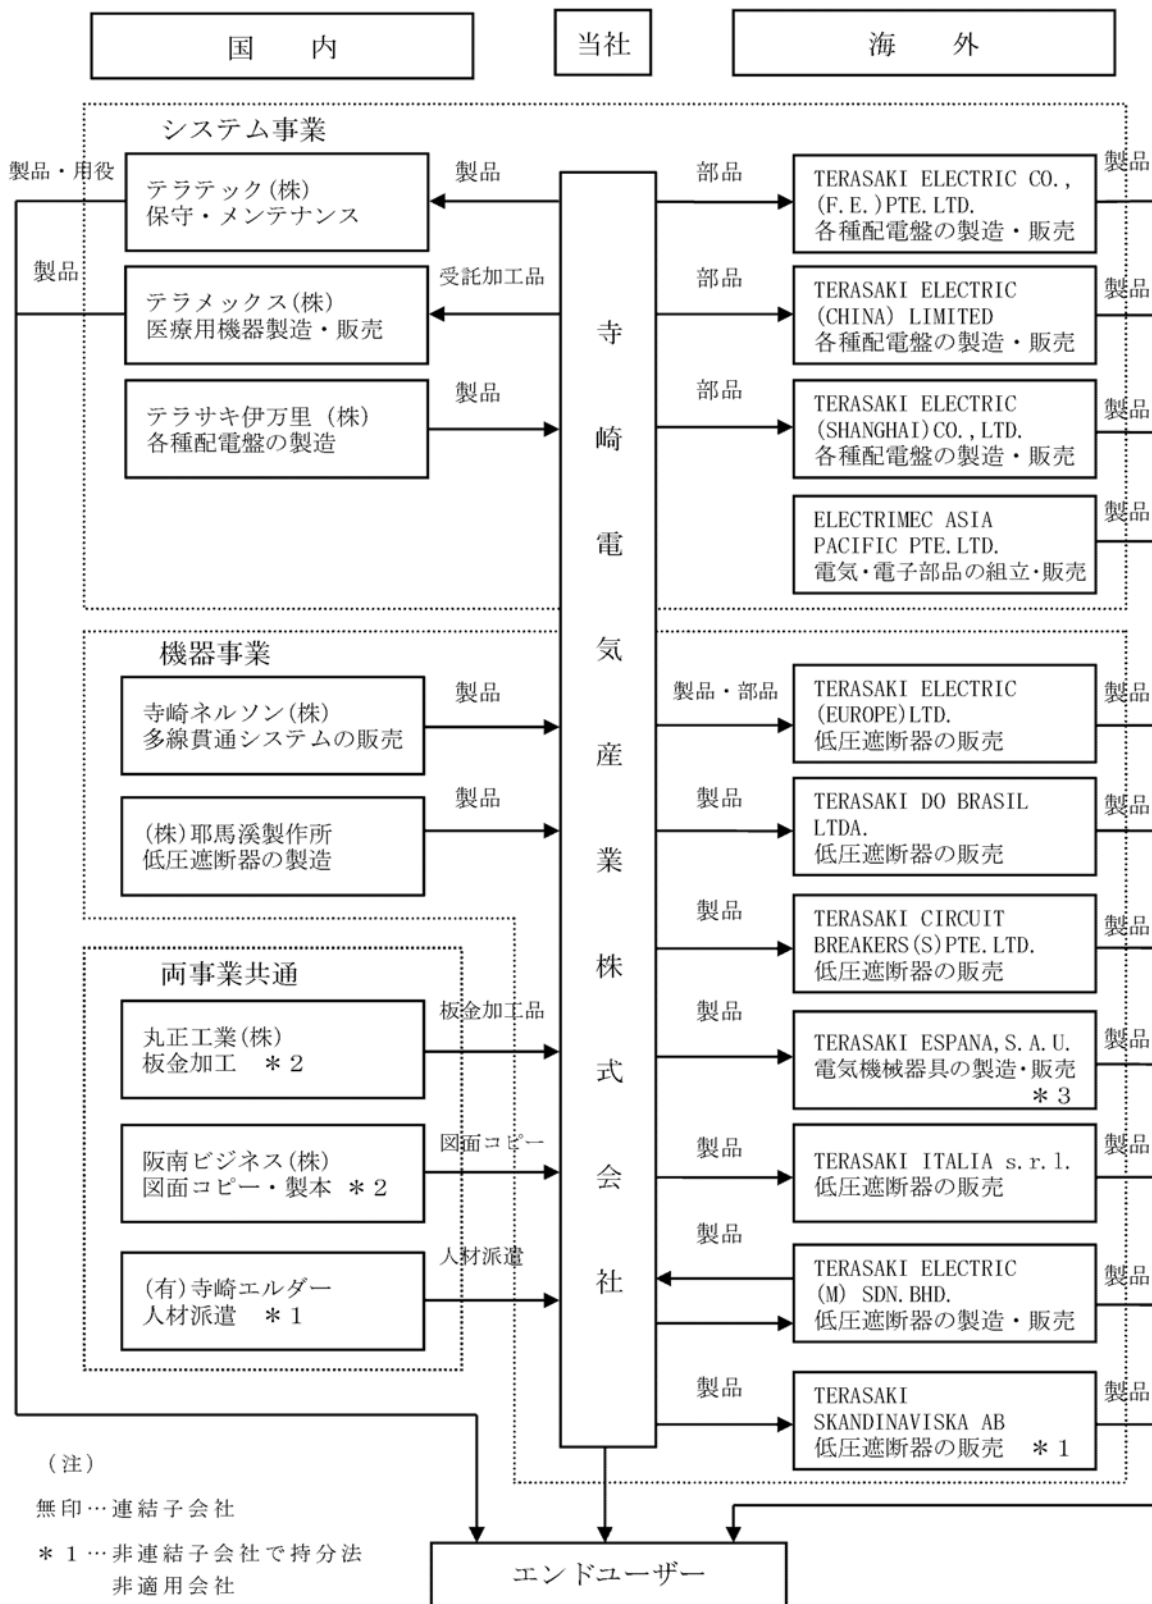 国　　内
当社
海　　外
システム事業
製品・用役
テラテック(株)
保守・メンテナンス
製品
部品
TERASAKI ELECTRIC CO.,
(F.E.)PTE.LTD.
各種配電盤の製造・販売
製品
製品
テラメックス(株)
医療用機器製造・販売
受託加工品
部品
TERASAKI ELECTRIC
(CHINA) LIMITED
各種配電盤の製造・販売
製品
テラサキ伊万里 (株)
各種配電盤の製造
製品
部品
TERASAKI ELECTRIC
(SHANGHAI)CO.,LTD.
各種配電盤の製造・販売
製品
ELECTRIMEC ASIA
PACIFIC PTE.LTD.
電気・電子部品の組立・販売
製品
寺崎電気産業株式会社
機器事業
寺崎ネルソン(株)
多線貫通システムの販売
製品
製品・部品
TERASAKI ELECTRIC
(EUROPE)LTD.
低圧遮断器の販売
製品
(株)耶馬溪製作所
低圧遮断器の製造
製品
製品
TERASAKI DO BRASIL
LTDA.
低圧遮断器の販売
製品
製品
TERASAKI CIRCUIT
BREAKERS(S)PTE.LTD.
低圧遮断器の販売
製品
両事業共通
丸正工業(株)
板金加工　＊2
板金加工品
製品
TERASAKI ESPANA,S.A.U.
電気機械器具の製造・販売
＊3
製品
阪南ビジネス(株)
図面コピー・製本 ＊2
図面コピー
製品
TERASAKI ITALIA s.r.l.
低圧遮断器の販売
製品
(有)寺崎エルダー
人材派遣　＊1
人材派遣
製品
TERASAKI ELECTRIC
(M) SDN.BHD.
低圧遮断器の製造・販売
製品
製品
TERASAKI
SKANDINAVISKA AB
低圧遮断器の販売　＊1
製品
（注）
無印…連結子会社
＊1…非連結子会社で持分法
非適用会社
エンドユーザー